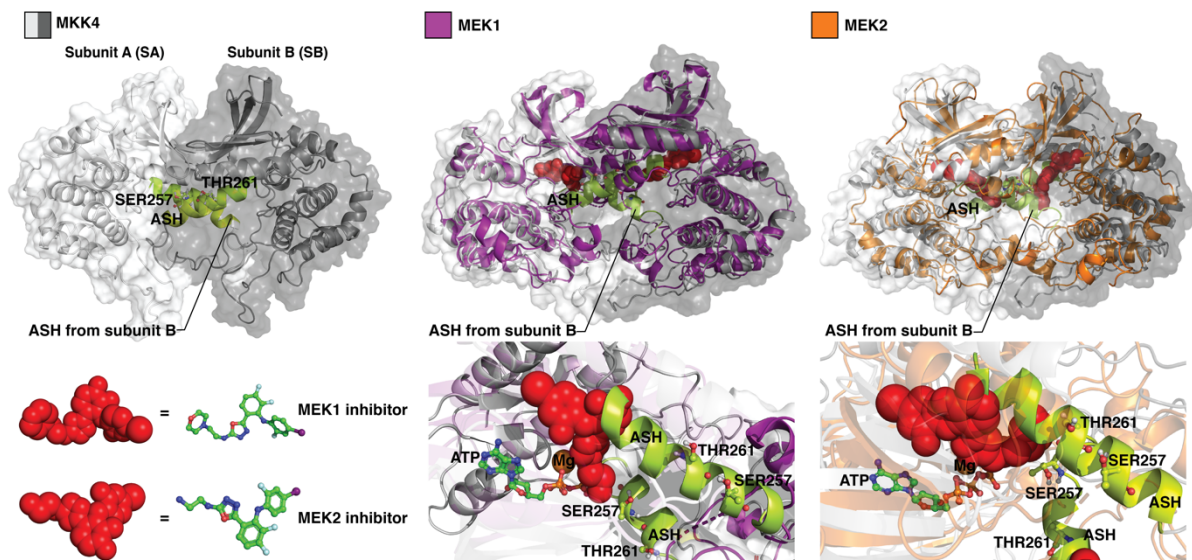 MKK4
MEK1
MEK2
Subunit A (SA)
Subunit B (SB)
THR261
SER257
ASH
ASH from subunit B
ASH
ASH from subunit B
ASH
ASH from subunit B
=
MEK1 inhibitor
=
MEK2 inhibitor
ATP
Mg
ASH
THR261
SER257
SER257
ASH
THR261
ATP
Mg
THR261
SER257
SER257
ASH
ASH
THR261